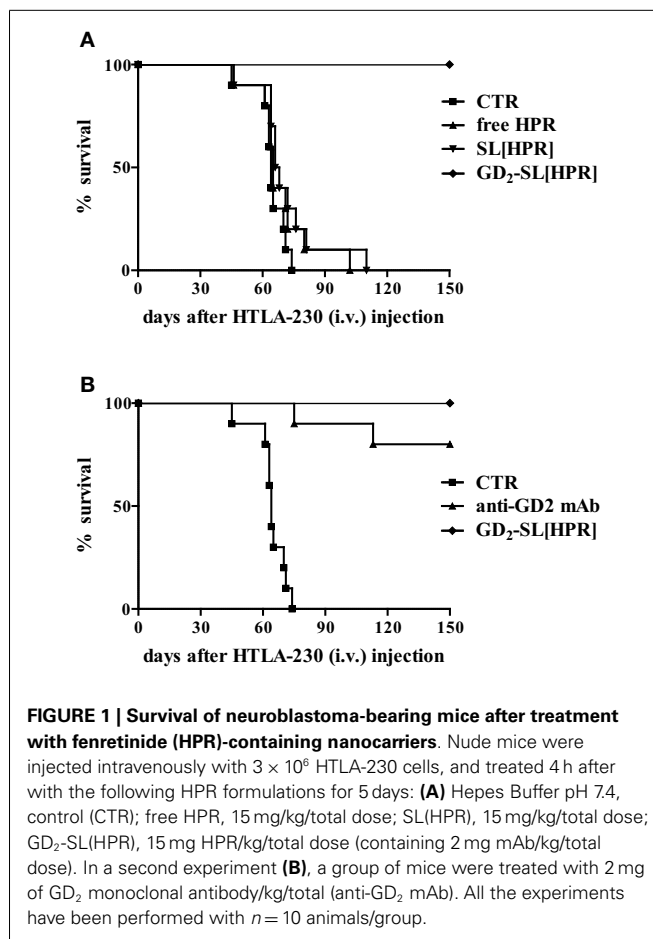 A
100
50
0
% survival
0 30 60 90 120 150
days after HTLA-230 (i.v.) injection
CTR
free HPR
SL[HPR]
GD₂-SL[HPR]
B
100
50
0
% survival
0 30 60 90 120 150
days after HTLA-230 (i.v.) injection
CTR
anti-GD2 mAb
GD₂-SL[HPR]
FIGURE 1 | Survival of neuroblastoma-bearing mice after treatment
with fenretinide (HPR)-containing nanocarriers. Nude mice were
injected intravenously with 3 × 10⁶ HTLA-230 cells, and treated 4 h after
with the following HPR formulations for 5 days: (A) Hepes Buffer pH 7.4,
control (CTR); free HPR, 15 mg/kg/total dose; SL(HPR), 15 mg/kg/total dose;
GD₂-SL(HPR), 15 mg HPR/kg/total dose (containing 2 mg mAb/kg/total
dose). In a second experiment (B), a group of mice were treated with 2 mg
of GD₂ monoclonal antibody/kg/total (anti-GD₂ mAb). All the experiments
have been performed with n = 10 animals/group.